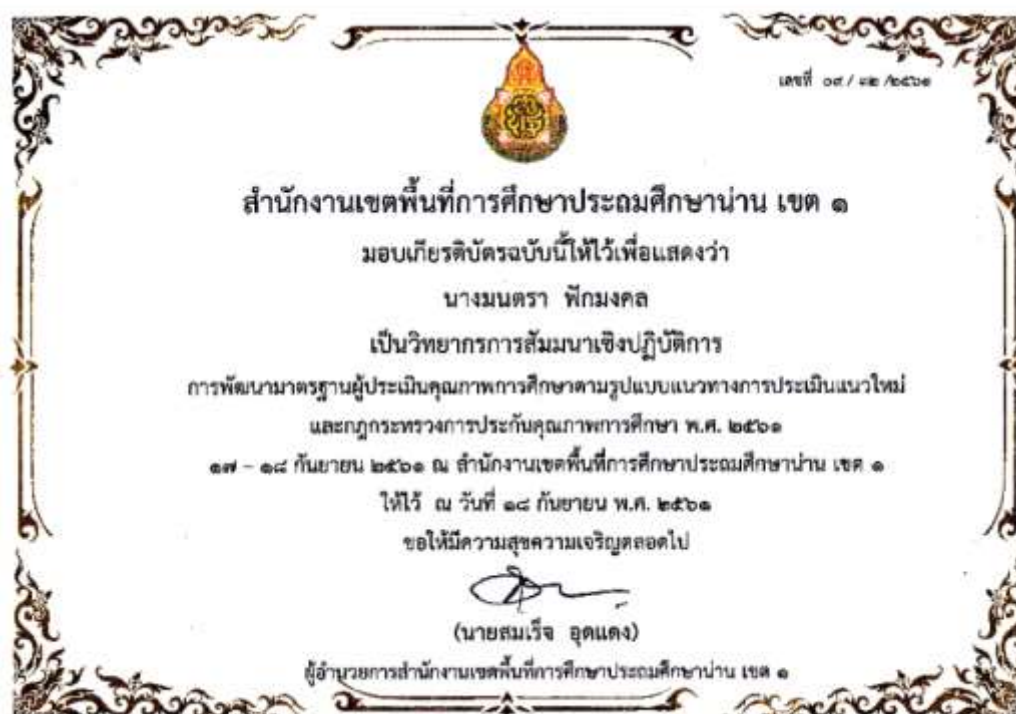 เลขที่ ๐๙ / ๔๒ /๒๕๖๑
สำนักงานเขตพื้นที่การศึกษาประถมศึกษาน่าน เขต ๑
มอบเกียรติบัตรฉบับนี้ให้ไว้เพื่อแสดงว่า
นางมนตรา ฟักมงคล
เป็นวิทยากรการสัมมนาเชิงปฏิบัติการ
การพัฒนามาตรฐานผู้ประเมินคุณภาพการศึกษาตามรูปแบบแนวทางการประเมินแนวใหม่
และกฎกระทรวงการประกันคุณภาพการศึกษา พ.ศ. ๒๕๖๑
๑๗ – ๑๘ กันยายน ๒๕๖๑ ณ สำนักงานเขตพื้นที่การศึกษาประถมศึกษาน่าน เขต ๑
ให้ไว้ ณ วันที่ ๑๘ กันยายน พ.ศ. ๒๕๖๑
ขอให้มีความสุขความเจริญตลอดไป
(นายสมเร็จ อุดแดง)
ผู้อำนวยการสำนักงานเขตพื้นที่การศึกษาประถมศึกษาน่าน เขต ๑